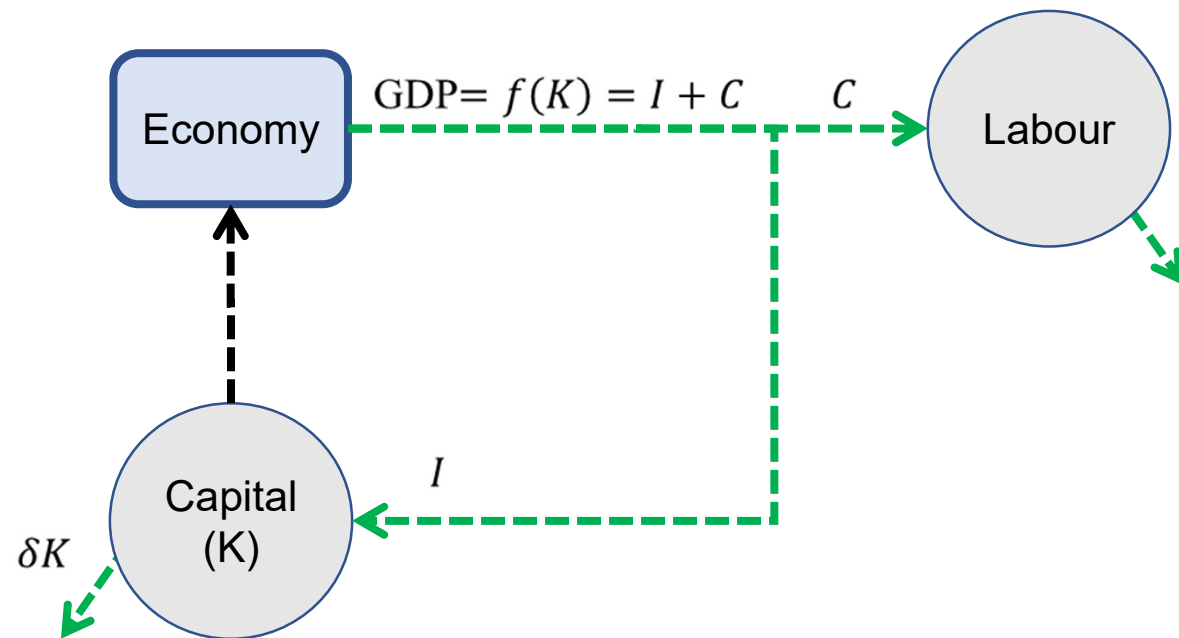 GDP= f(K) = I + C
C
Economy
Labour
I
Capital
(K)
δK